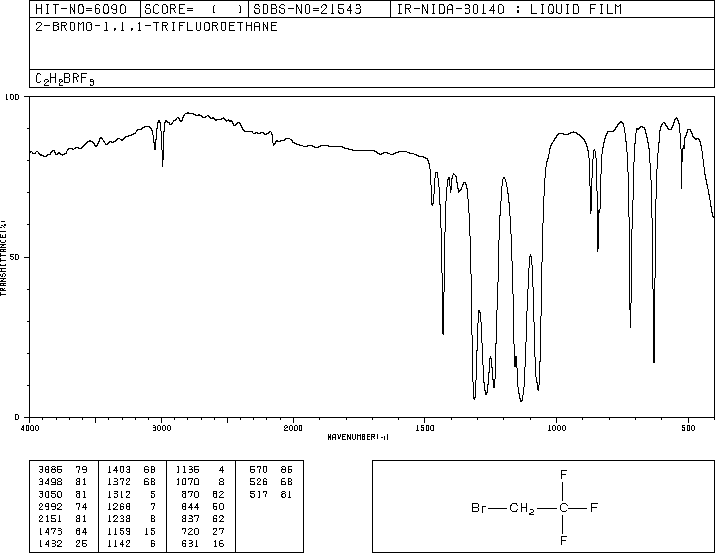 HIT-NO=6090 SCORE= ( ) SDBS-NO=21543 IR-NIDA-30140 : LIQUID FILM
2-BROMO-1,1,1-TRIFLUOROETHANE
C2H2BRF3
100
50
0
TRANSMITTANCE(%)
4000 3000 2000 1500 1000 500
WAVENUMBER(-1)
3885 79 1403 68 1136 4 570 86
3498 81 1372 68 1070 8 526 68
3050 81 1312 5 870 62 517 81
2992 74 1268 7 844 50
2151 81 1238 8 837 62
1473 64 1159 15 720 27
1432 25 1142 6 631 16
F
Br CH2 C F
F